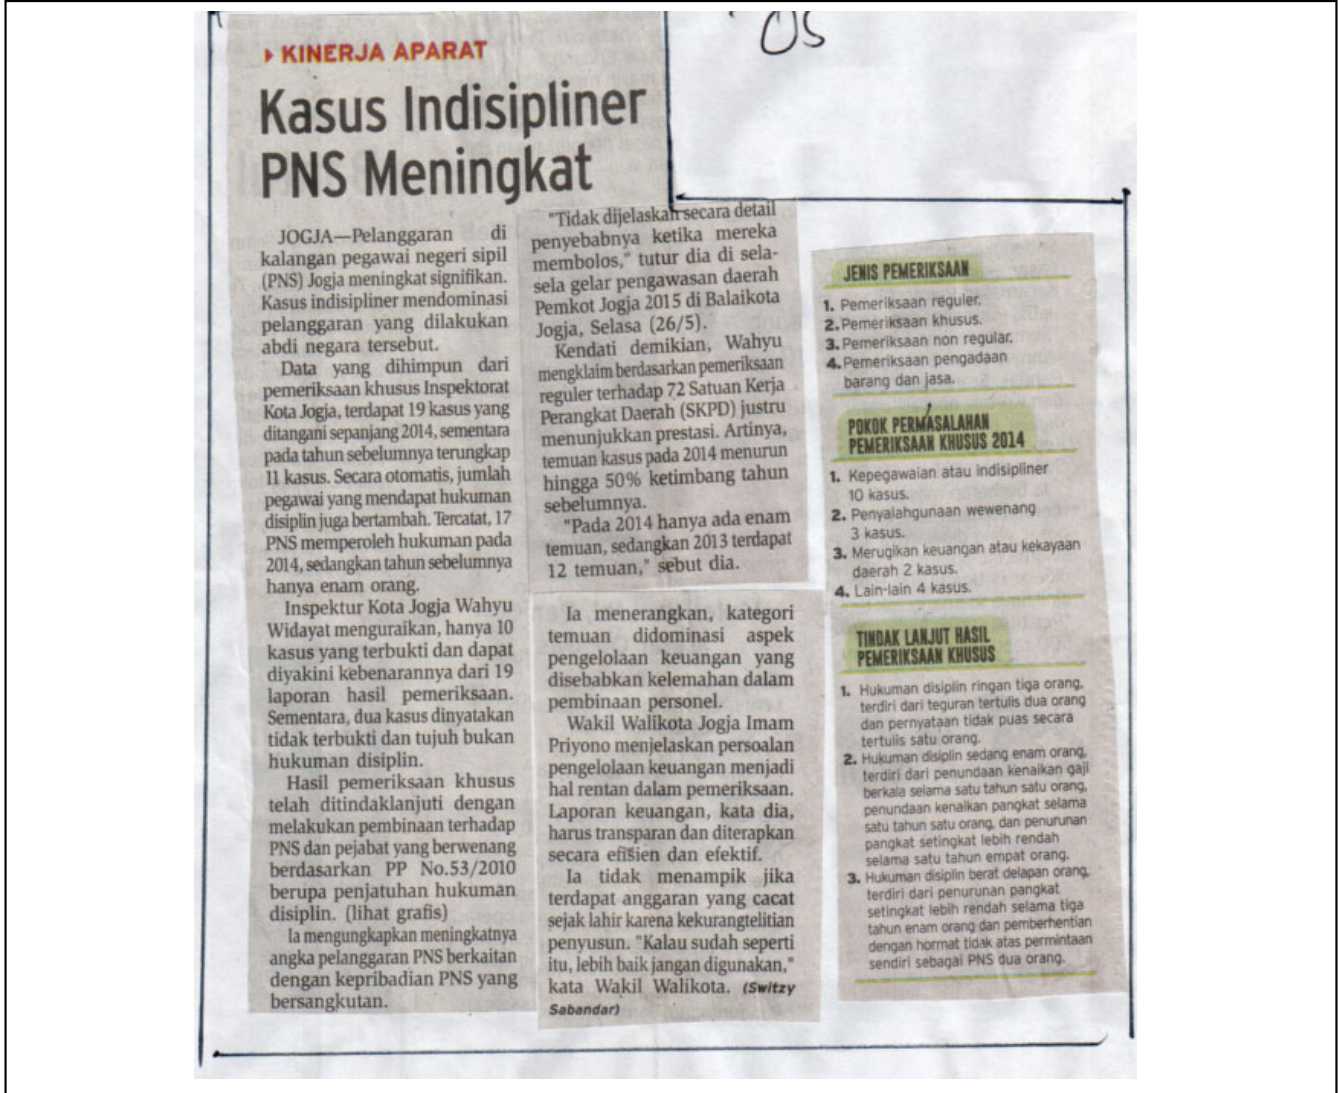 '05
▸ KINERJA APARAT
Kasus Indisipliner
PNS Meningkat
JOGJA—Pelanggaran di
kalangan pegawai negeri sipil
(PNS) Jogja meningkat signifikan.
Kasus indisipliner mendominasi
pelanggaran yang dilakukan
abdi negara tersebut.
Data yang dihimpun dari
pemeriksaan khusus Inspektorat
Kota Jogja, terdapat 19 kasus yang
ditangani sepanjang 2014, sementara
pada tahun sebelumnya terungkap
11 kasus. Secara otomatis, jumlah
pegawai yang mendapat hukuman
disiplin juga bertambah. Tercatat, 17
PNS memperoleh hukuman pada
2014, sedangkan tahun sebelumnya
hanya enam orang.
Inspektur Kota Jogja Wahyu
Widayat menguraikan, hanya 10
kasus yang terbukti dan dapat
diyakini kebenarannya dari 19
laporan hasil pemeriksaan.
Sementara, dua kasus dinyatakan
tidak terbukti dan tujuh bukan
hukuman disiplin.
Hasil pemeriksaan khusus
telah ditindaklanjuti dengan
melakukan pembinaan terhadap
PNS dan pejabat yang berwenang
berdasarkan PP No.53/2010
berupa penjatuhan hukuman
disiplin. (lihat grafis)
Ia mengungkapkan meningkatnya
angka pelanggaran PNS berkaitan
dengan kepribadian PNS yang
bersangkutan.
"Tidak dijelaskan secara detail
penyebabnya ketika mereka
membolos," tutur dia di sela-
sela gelar pengawasan daerah
Pemkot Jogja 2015 di Balaikota
Jogja, Selasa (26/5).
Kendati demikian, Wahyu
mengklaim berdasarkan pemeriksaan
reguler terhadap 72 Satuan Kerja
Perangkat Daerah (SKPD) justru
menunjukkan prestasi. Artinya,
temuan kasus pada 2014 menurun
hingga 50% ketimbang tahun
sebelumnya.
"Pada 2014 hanya ada enam
temuan, sedangkan 2013 terdapat
12 temuan," sebut dia.
Ia menerangkan, kategori
temuan didominasi aspek
pengelolaan keuangan yang
disebabkan kelemahan dalam
pembinaan personel.
Wakil Walikota Jogja Imam
Priyono menjelaskan persoalan
pengelolaan keuangan menjadi
hal rentan dalam pemeriksaan.
Laporan keuangan, kata dia,
harus transparan dan diterapkan
secara efisien dan efektif.
Ia tidak menampik jika
terdapat anggaran yang cacat
sejak lahir karena kekurangtelitian
penyusun. "Kalau sudah seperti
itu, lebih baik jangan digunakan,"
kata Wakil Walikota. (Switzy
Sabandar)
JENIS PEMERIKSAAN
1. Pemeriksaan reguler.
2. Pemeriksaan khusus.
3. Pemeriksaan non regular.
4. Pemeriksaan pengadaan
barang dan jasa.
POKOK PERMASALAHAN
PEMERIKSAAN KHUSUS 2014
1. Kepegawaian atau indisipliner
10 kasus.
2. Penyalahgunaan wewenang
3 kasus.
3. Merugikan keuangan atau kekayaan
daerah 2 kasus.
4. Lain-lain 4 kasus.
TINDAK LANJUT HASIL
PEMERIKSAAN KHUSUS
1. Hukuman disiplin ringan tiga orang,
terdiri dari teguran tertulis dua orang
dan pernyataan tidak puas secara
tertulis satu orang.
2. Hukuman disiplin sedang enam orang,
terdiri dari penundaan kenaikan gaji
berkala selama satu tahun satu orang,
penundaan kenaikan pangkat selama
satu tahun satu orang, dan penurunan
pangkat setingkat lebih rendah
selama satu tahun empat orang.
3. Hukuman disiplin berat delapan orang,
terdiri dari penurunan pangkat
setingkat lebih rendah selama tiga
tahun enam orang dan pemberhentian
dengan hormat tidak atas permintaan
sendiri sebagai PNS dua orang.